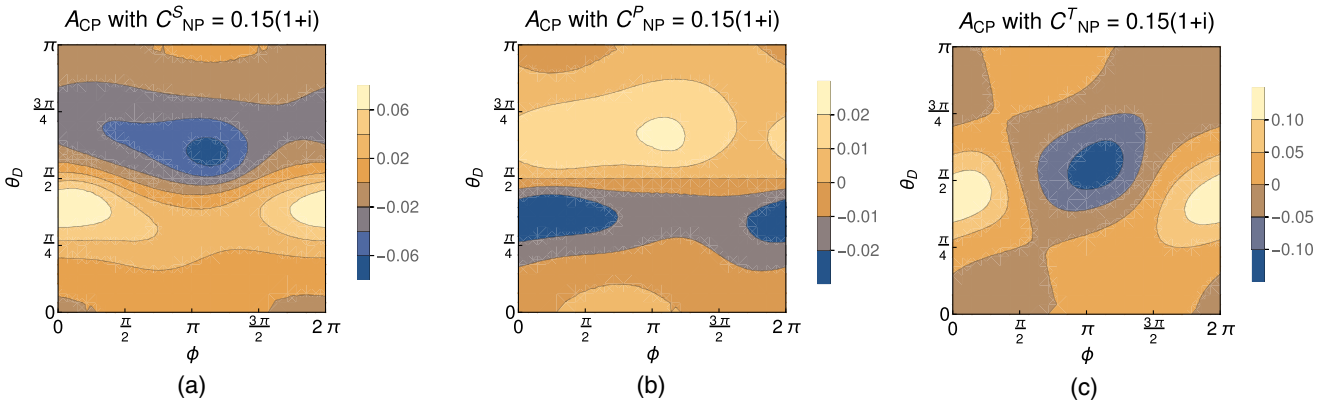 A_CP with C^S_NP = 0.15(1+i)
π
3π/4
π/2
π/4
0
θ_D
0 π/2 π 3π/2 2π
ϕ
0.06
0.02
−0.02
−0.06
(a)
A_CP with C^P_NP = 0.15(1+i)
π
3π/4
π/2
π/4
0
θ_D
0 π/2 π 3π/2 2π
ϕ
0.02
0.01
0
−0.01
−0.02
(b)
A_CP with C^T_NP = 0.15(1+i)
π
3π/4
π/2
π/4
0
θ_D
0 π/2 π 3π/2 2π
ϕ
0.10
0.05
0
−0.05
−0.10
(c)